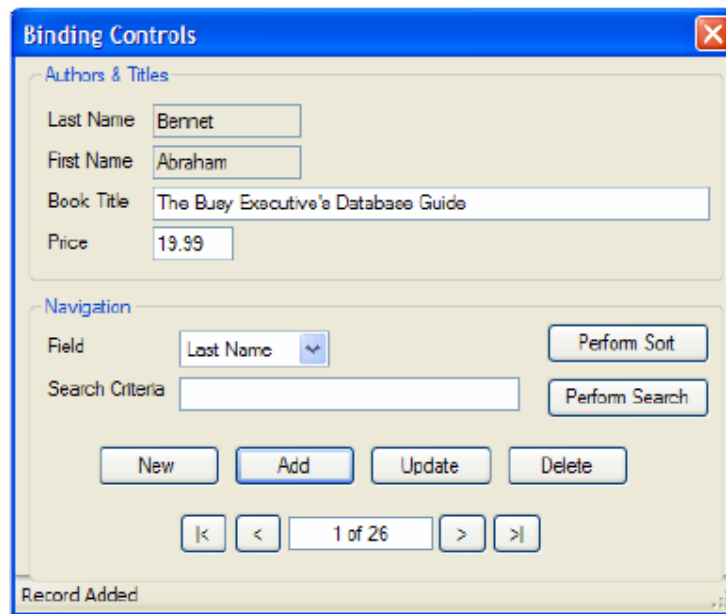 Binding Controls
Authors & Titles
Last Name Bennet
First Name Abraham
Book Title The Busy Executive's Database Guide
Price 19.99
Navigation
Field Last Name Perform Sort
Search Criteria Perform Search
New Add Update Delete
|< < 1 of 26 > >|
Record Added